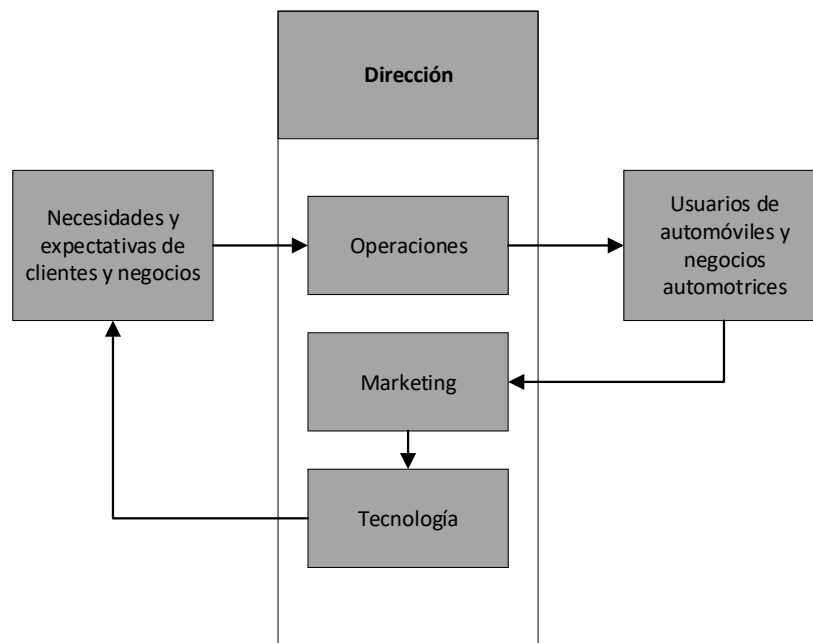 Dirección
Necesidades y
expectativas de
clientes y negocios
Operaciones
Usuarios de
automóviles y
negocios
automotrices
Marketing
Tecnología